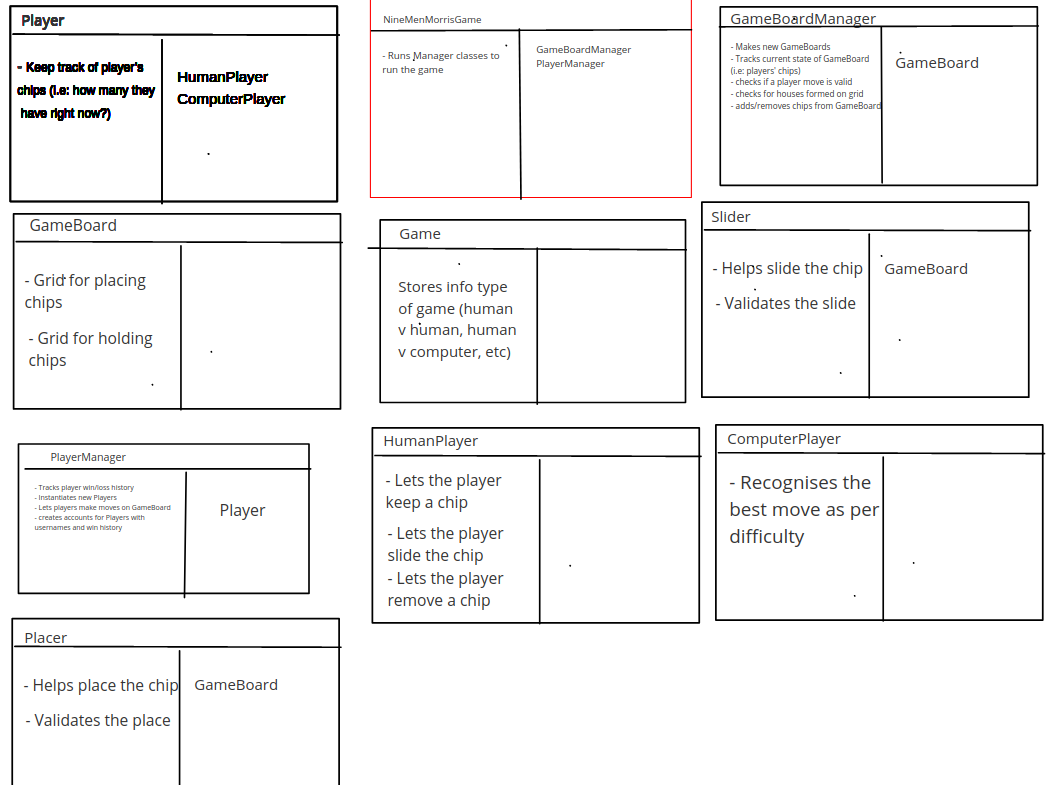 Player
- Keep track of player's
chips (i.e: how many they
have right now?)
HumanPlayer
ComputerPlayer
NineMenMorrisGame
- Runs Manager classes to
run the game
GameBoardManager
PlayerManager
GameBoardManager
- Makes new GameBoards
- Tracks current state of GameBoard
(i.e: players' chips)
- checks if a player move is valid
- checks for houses formed on grid
- adds/removes chips from GameBoard
GameBoard
GameBoard
- Grid for placing
chips
- Grid for holding
chips
Game
Stores info type
of game (human
v human, human
v computer, etc)
Slider
- Helps slide the chip
- Validates the slide
GameBoard
PlayerManager
- Tracks player win/loss history
- Instantiates new Players
- Lets players make moves on GameBoard
- creates accounts for Players with
usernames and win history
Player
HumanPlayer
- Lets the player
keep a chip
- Lets the player
slide the chip
- Lets the player
remove a chip
ComputerPlayer
- Recognises the
best move as per
difficulty
Placer
- Helps place the chip
- Validates the place
GameBoard